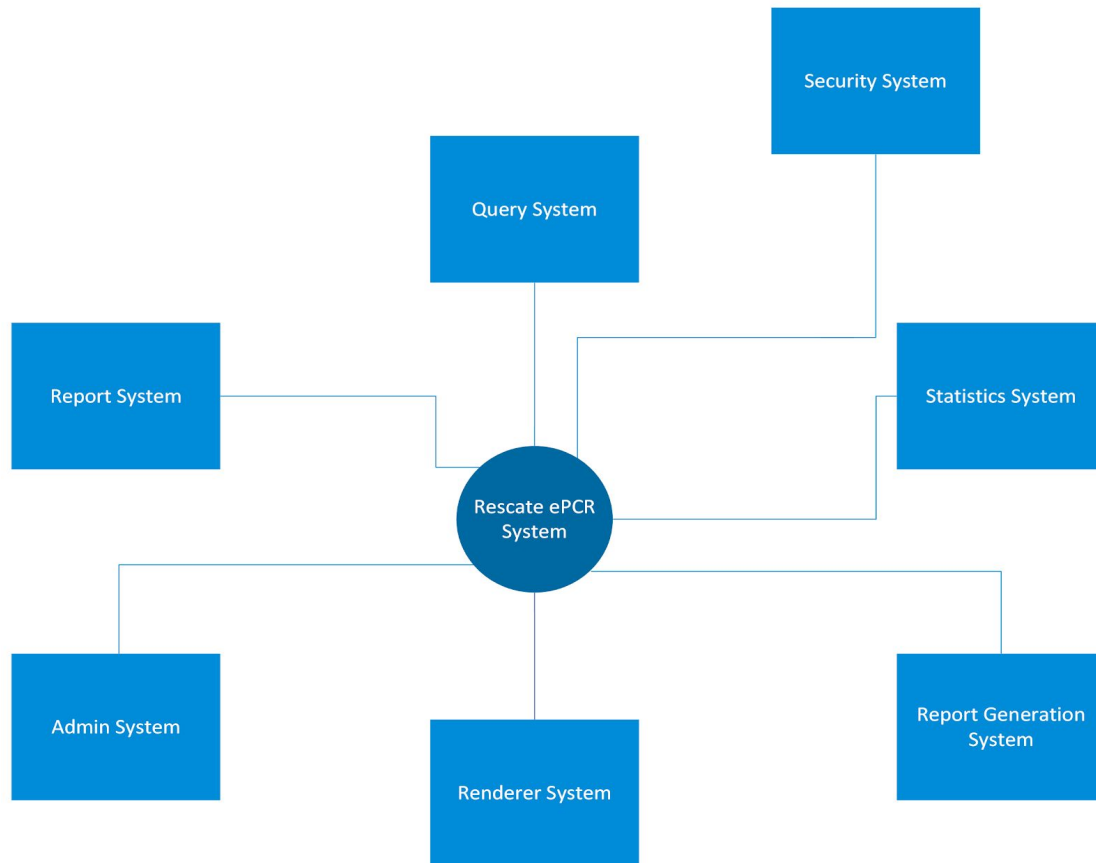 Security System
Query System
Report System
Statistics System
Rescate ePCR
System
Admin System
Report Generation
System
Renderer System